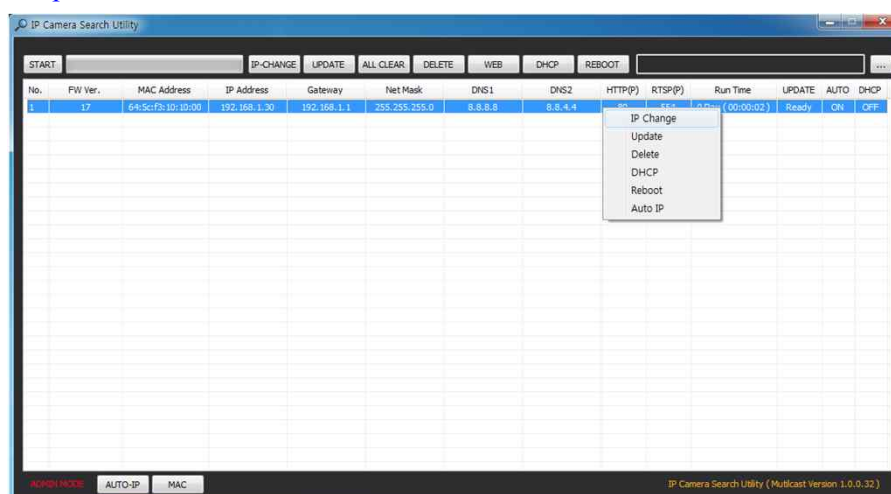 IP Camera Search Utility
START IP-CHANGE UPDATE ALL CLEAR DELETE WEB DHCP REBOOT ...
No. FW Ver. MAC Address IP Address Gateway Net Mask DNS1 DNS2 HTTP(P) RTSP(P) Run Time UPDATE AUTO DHCP
1 17 64:5c:f3:10:10:00 192.168.1.30 192.168.1.1 255.255.255.0 8.8.8.8 8.8.4.4 ( 00:00:02 ) Ready ON OFF
IP Change
Update
Delete
DHCP
Reboot
Auto IP
ADMIN MODE AUTO-IP MAC IP Camera Search Utility ( Mutilcast Version 1.0.0.32 )